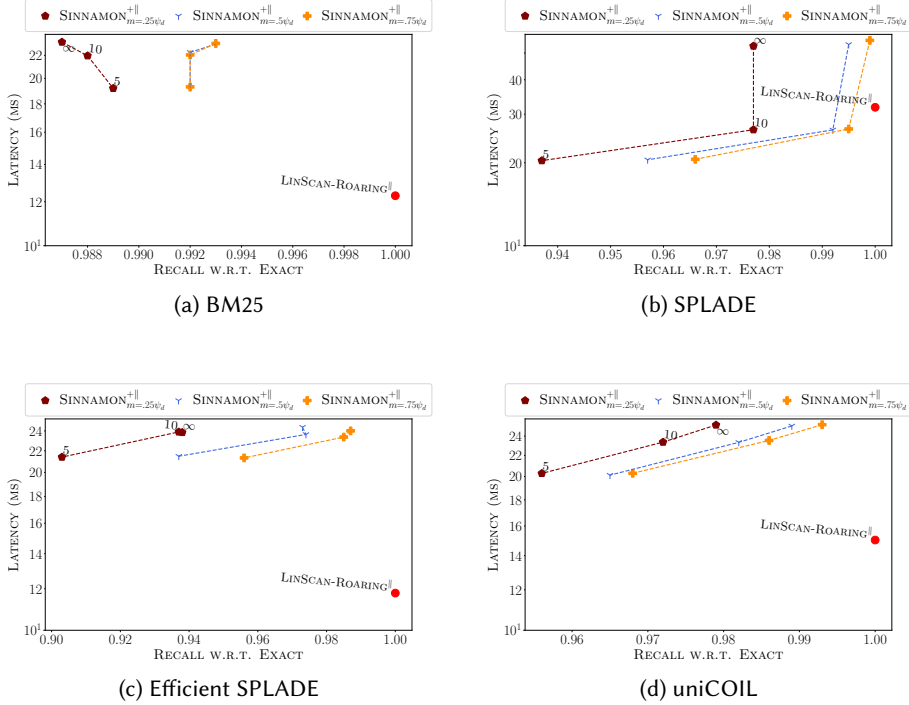 SINNAMON+∥ m=.25ψd SINNAMON+∥ m=.5ψd SINNAMON+∥ m=.75ψd
22
20
18
16
14
12
10¹
LATENCY (MS)
∞
10
5
LINSCAN-ROARING∥
0.988 0.990 0.992 0.994 0.996 0.998 1.000
RECALL W.R.T. EXACT
(a) BM25
SINNAMON+∥ m=.25ψd SINNAMON+∥ m=.5ψd SINNAMON+∥ m=.75ψd
40
30
20
10¹
LATENCY (MS)
∞
10
5
LINSCAN-ROARING∥
0.94 0.95 0.96 0.97 0.98 0.99 1.00
RECALL W.R.T. EXACT
(b) SPLADE
SINNAMON+∥ m=.25ψd SINNAMON+∥ m=.5ψd SINNAMON+∥ m=.75ψd
24
22
20
18
16
14
12
10¹
LATENCY (MS)
5
10 ∞
LINSCAN-ROARING∥
0.90 0.92 0.94 0.96 0.98 1.00
RECALL W.R.T. EXACT
(c) Efficient SPLADE
SINNAMON+∥ m=.25ψd SINNAMON+∥ m=.5ψd SINNAMON+∥ m=.75ψd
24
22
20
18
16
14
12
10¹
LATENCY (MS)
5
10
∞
LINSCAN-ROARING∥
0.96 0.97 0.98 0.99 1.00
RECALL W.R.T. EXACT
(d) uniCOIL